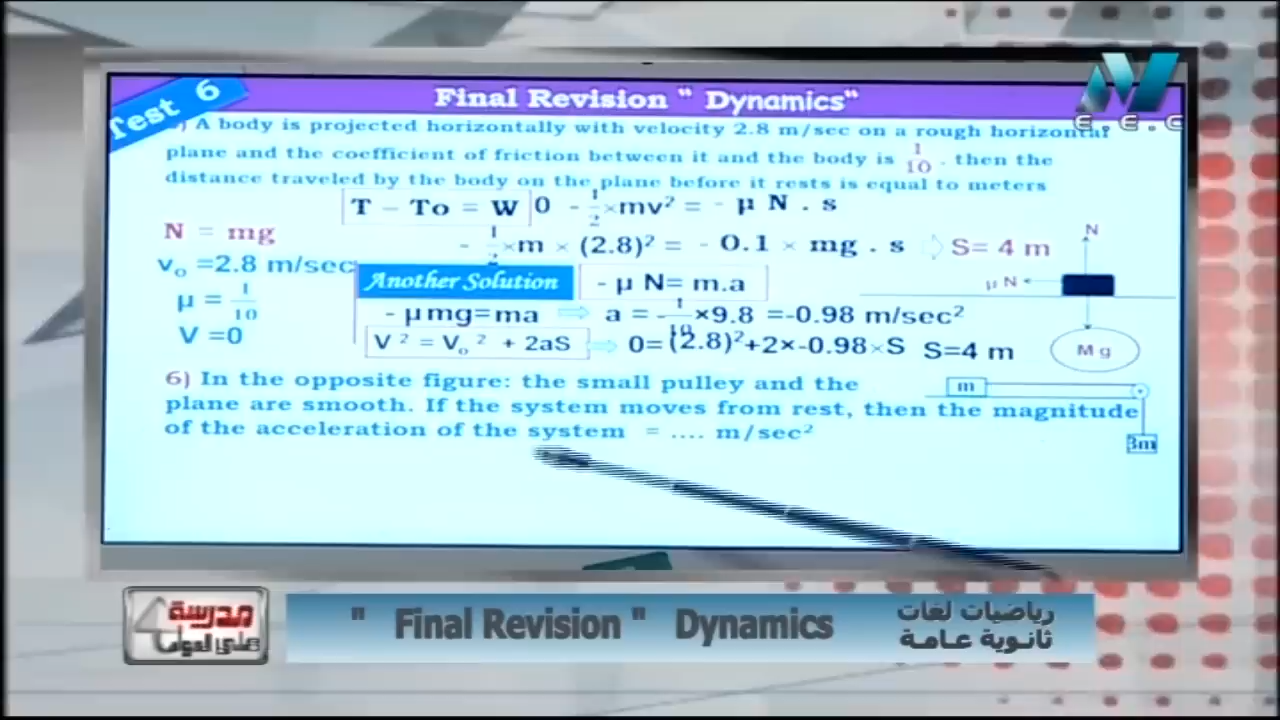 Test 6
Final Revision " Dynamics"
) A body is projected horizontally with velocity 2.8 m/sec on a rough horizontal
plane and the coefficient of friction between it and the body is 1/10 . then the
distance traveled by the body on the plane before it rests is equal to meters
T – To = W 0 - 1/2 ×mv² = - μ N . s
N = mg
- 1/2 ×m × (2.8)² = - 0.1 × mg . s ⇨ S= 4 m
N
vₒ =2.8 m/sec
Another Solution
- μ N= m.a
μ N
μ = 1/10
- μmg=ma ⇨ a = - 1/10 ×9.8 =-0.98 m/sec²
V =0
V ² = Vₒ ² + 2aS ⇨ 0= (2.8)²+2×-0.98×S S=4 m
Mg
6) In the opposite figure: the small pulley and the
m
plane are smooth. If the system moves from rest, then the magnitude
of the acceleration of the system = .... m/sec²
3m
E E.C
مدرسة
على الهواء
" Final Revision " Dynamics
رياضيات لغات
ثانوية عامة